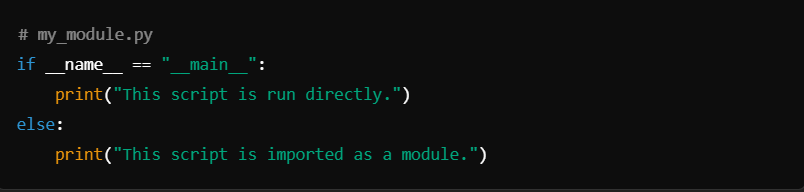 # my_module.py
if __name__ == "__main__":
    print("This script is run directly.")
else:
    print("This script is imported as a module.")